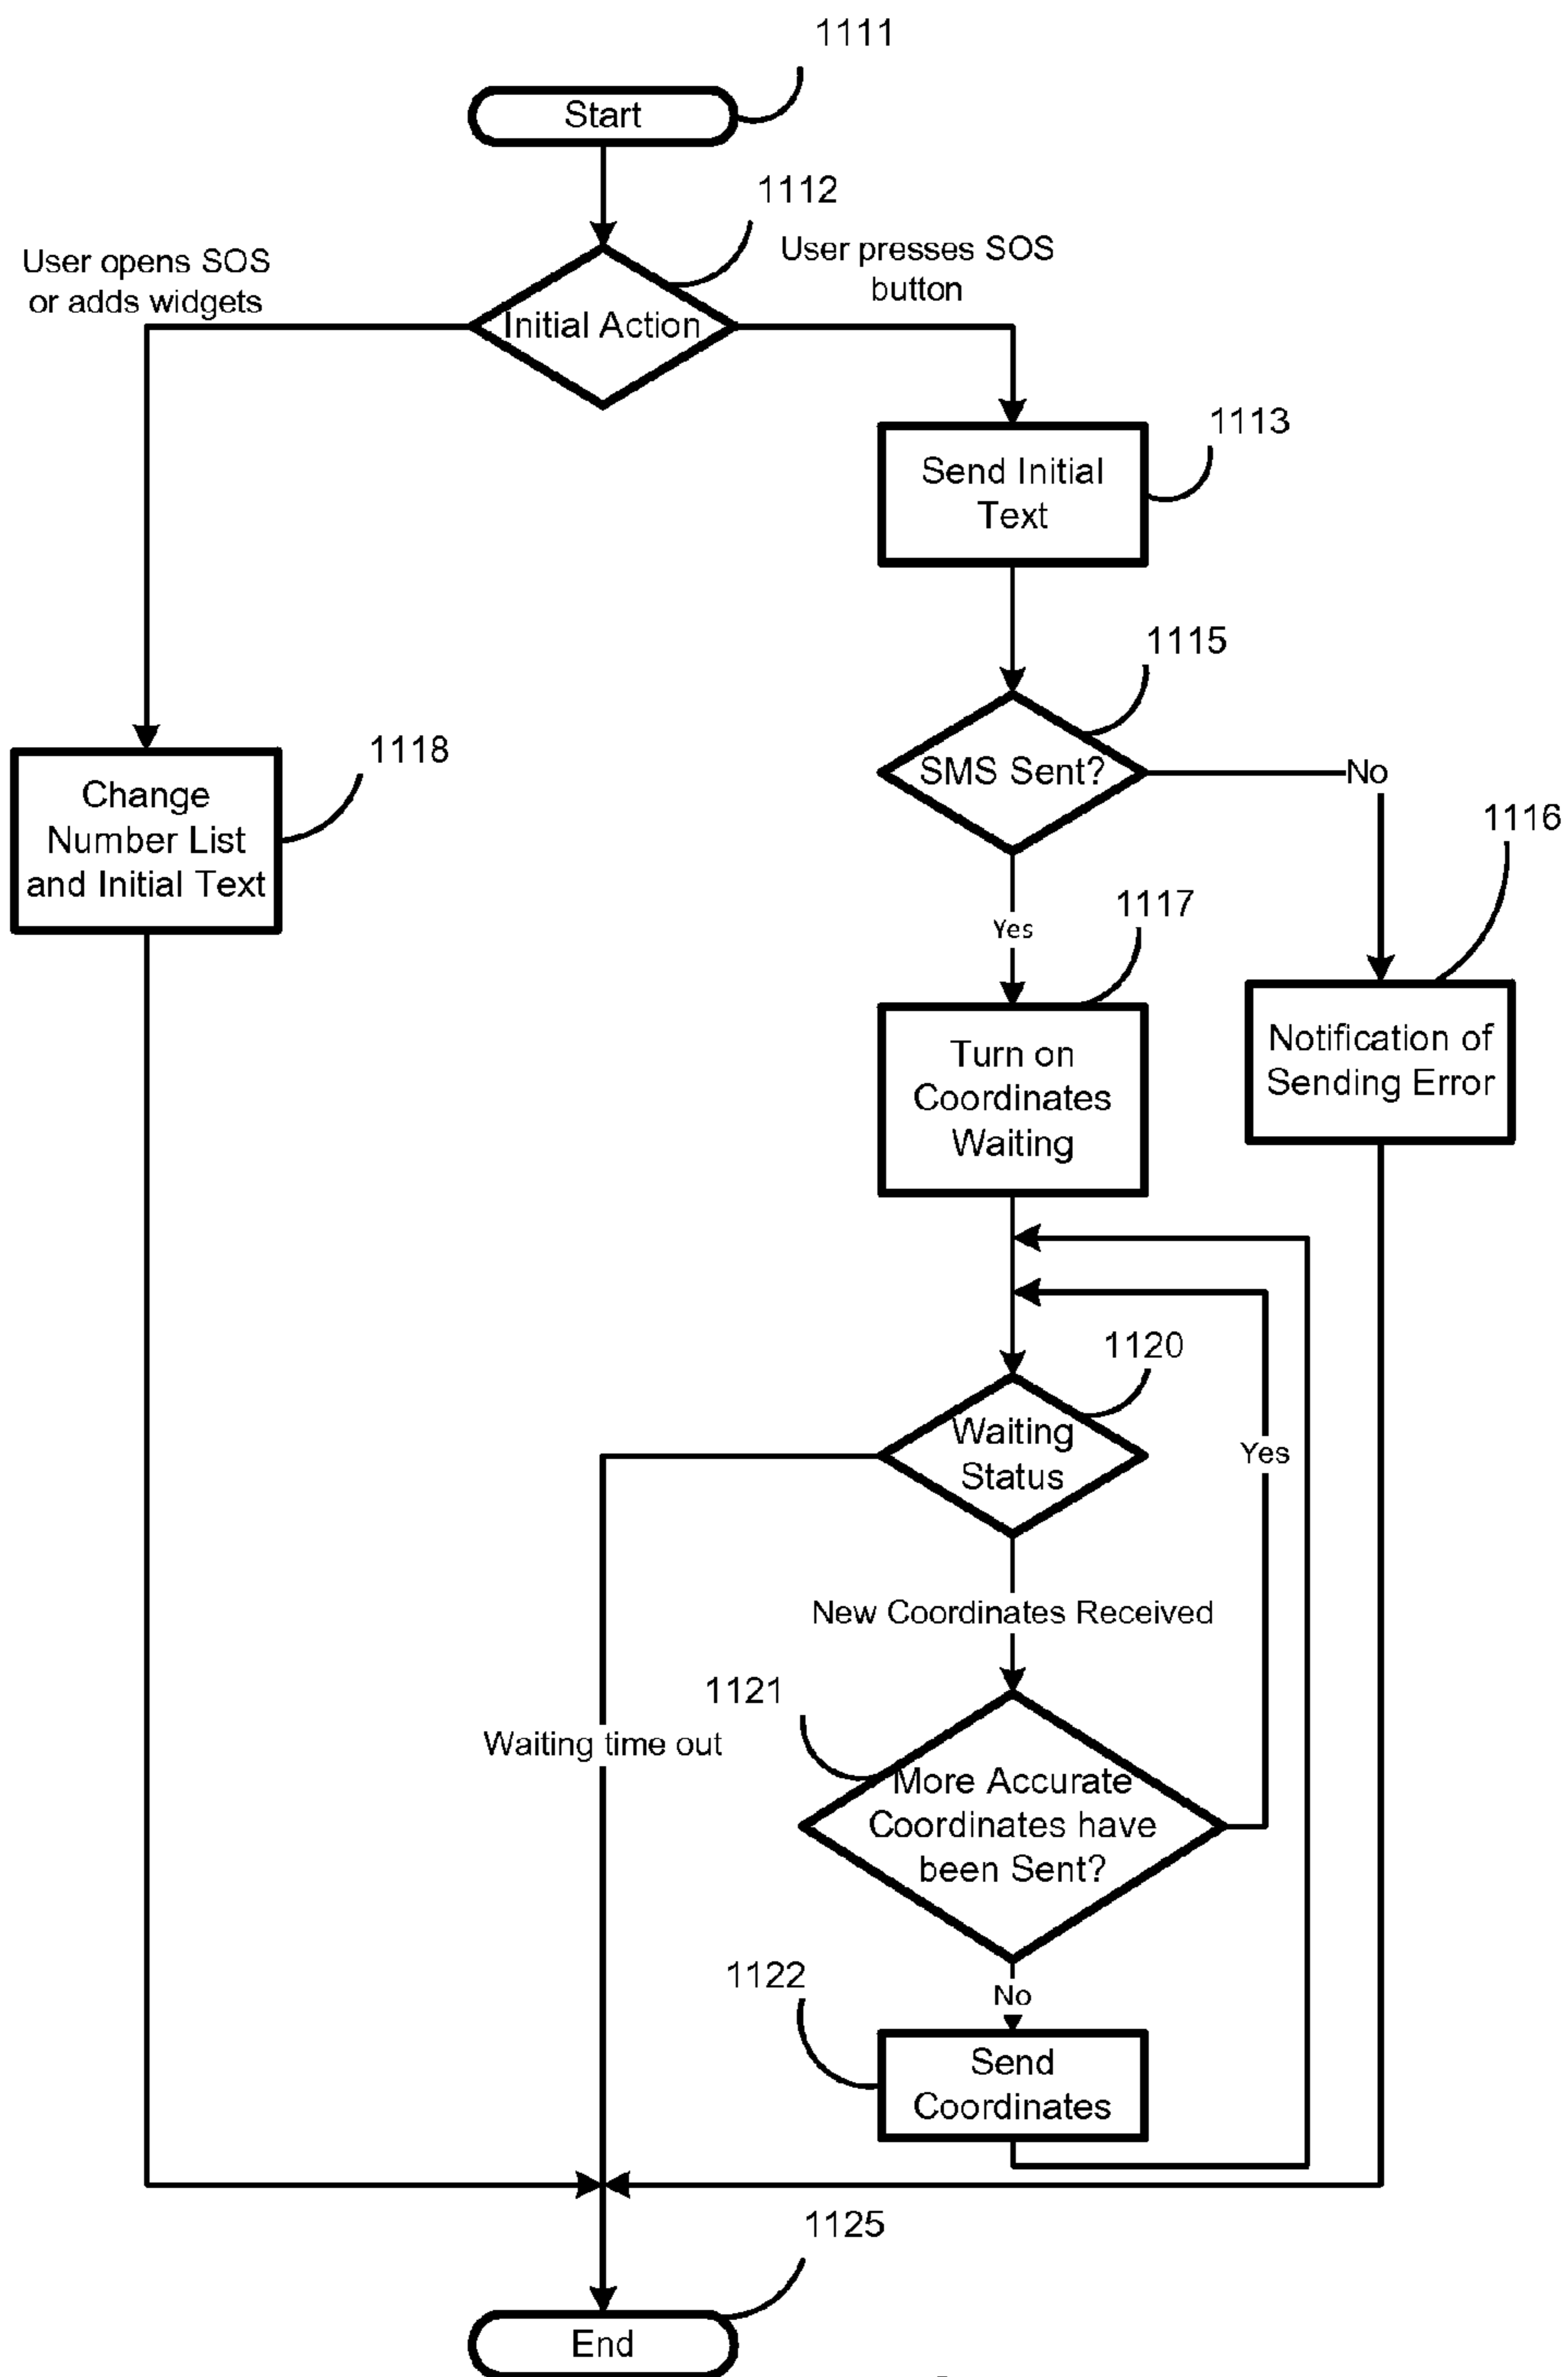 1111
Start
1112
User opens SOS
or adds widgets
User presses SOS
button
Initial Action
1113
Send Initial
Text
1115
SMS Sent?
No
1118
Change
Number List
and Initial Text
1116
Yes
1117
Notification of
Sending Error
Turn on
Coordinates
Waiting
1120
Waiting
Status
Yes
New Coordinates Received
1121
Waiting time out
More Accurate
Coordinates have
been Sent?
1122
No
Send
Coordinates
1125
End